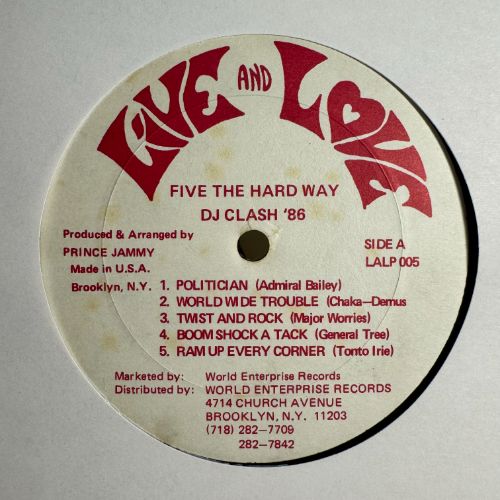 LIVE AND LOVE
FIVE THE HARD WAY
DJ CLASH '86
Produced & Arranged by
PRINCE JAMMY
Made in U.S.A.
Brooklyn, N.Y.
SIDE A
LALP 005
1. POLITICIAN (Admiral Bailey)
2. WORLD WIDE TROUBLE (Chaka—Demus
3. TWIST AND ROCK (Major Worries)
4. BOOM SHOCK A TACK (General Tree)
5. RAM UP EVERY CORNER (Tonto Irie)
Marketed by: World Enterprise Records
Distributed by: WORLD ENTERPRISE RECORDS
4714 CHURCH AVENUE
BROOKLYN, N.Y. 11203
(718) 282—7709
282—7842